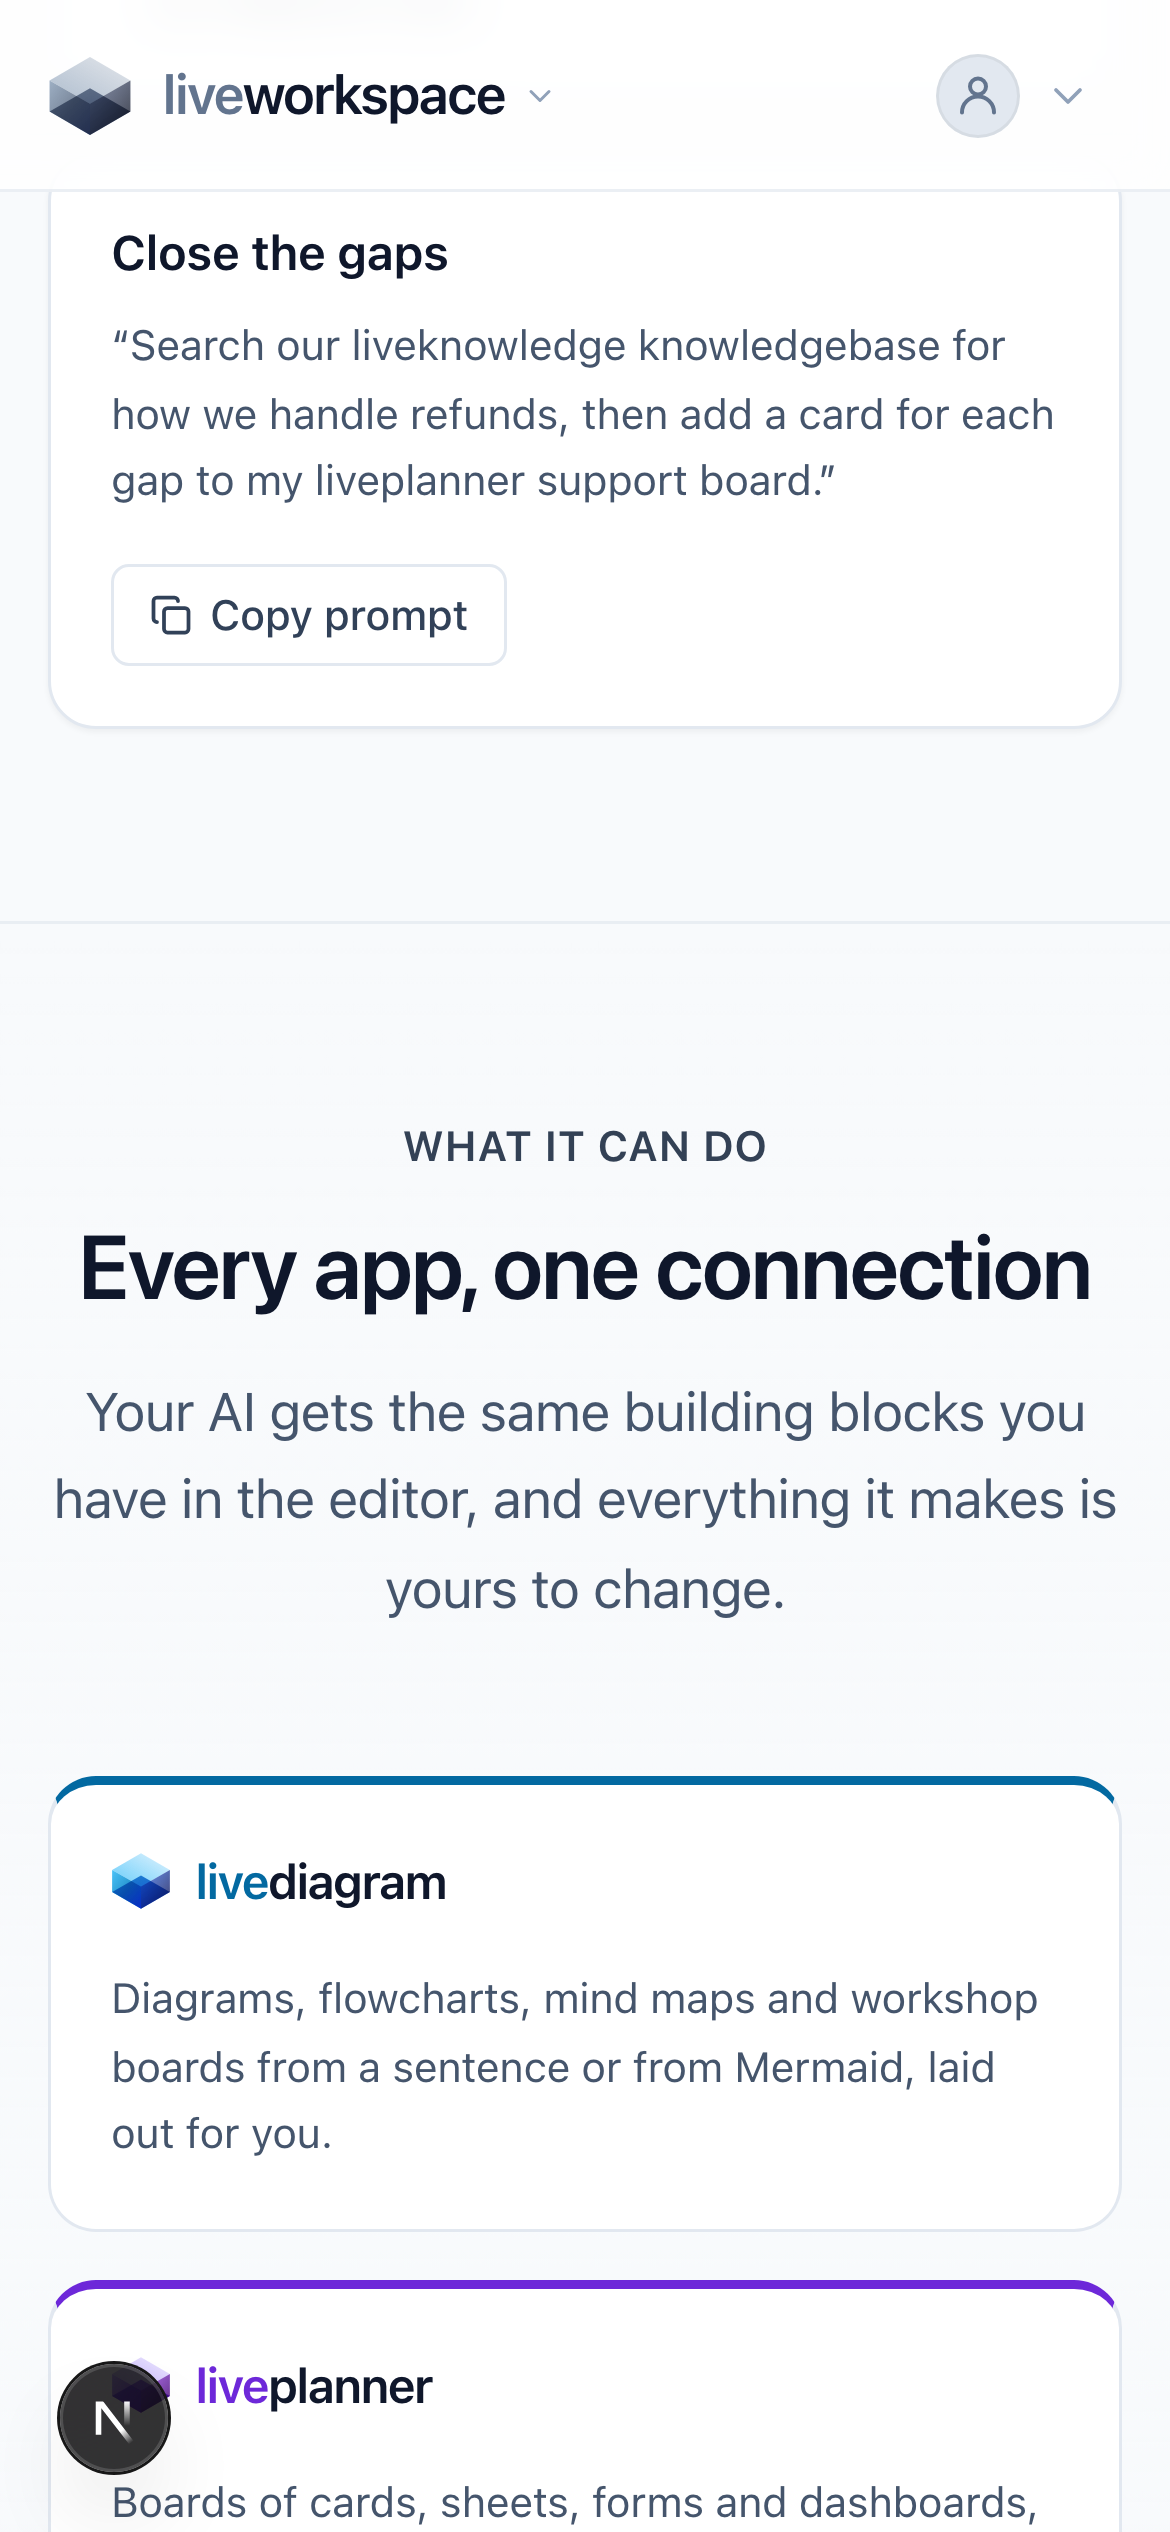 liveworkspace
Close the gaps
“Search our liveknowledge knowledgebase for
how we handle refunds, then add a card for each
gap to my liveplanner support board.”
Copy prompt
WHAT IT CAN DO
Every app, one connection
Your AI gets the same building blocks you
have in the editor, and everything it makes is
yours to change.
livediagram
Diagrams, flowcharts, mind maps and workshop
boards from a sentence or from Mermaid, laid
out for you.
liveplanner
N
Boards of cards, sheets, forms and dashboards,